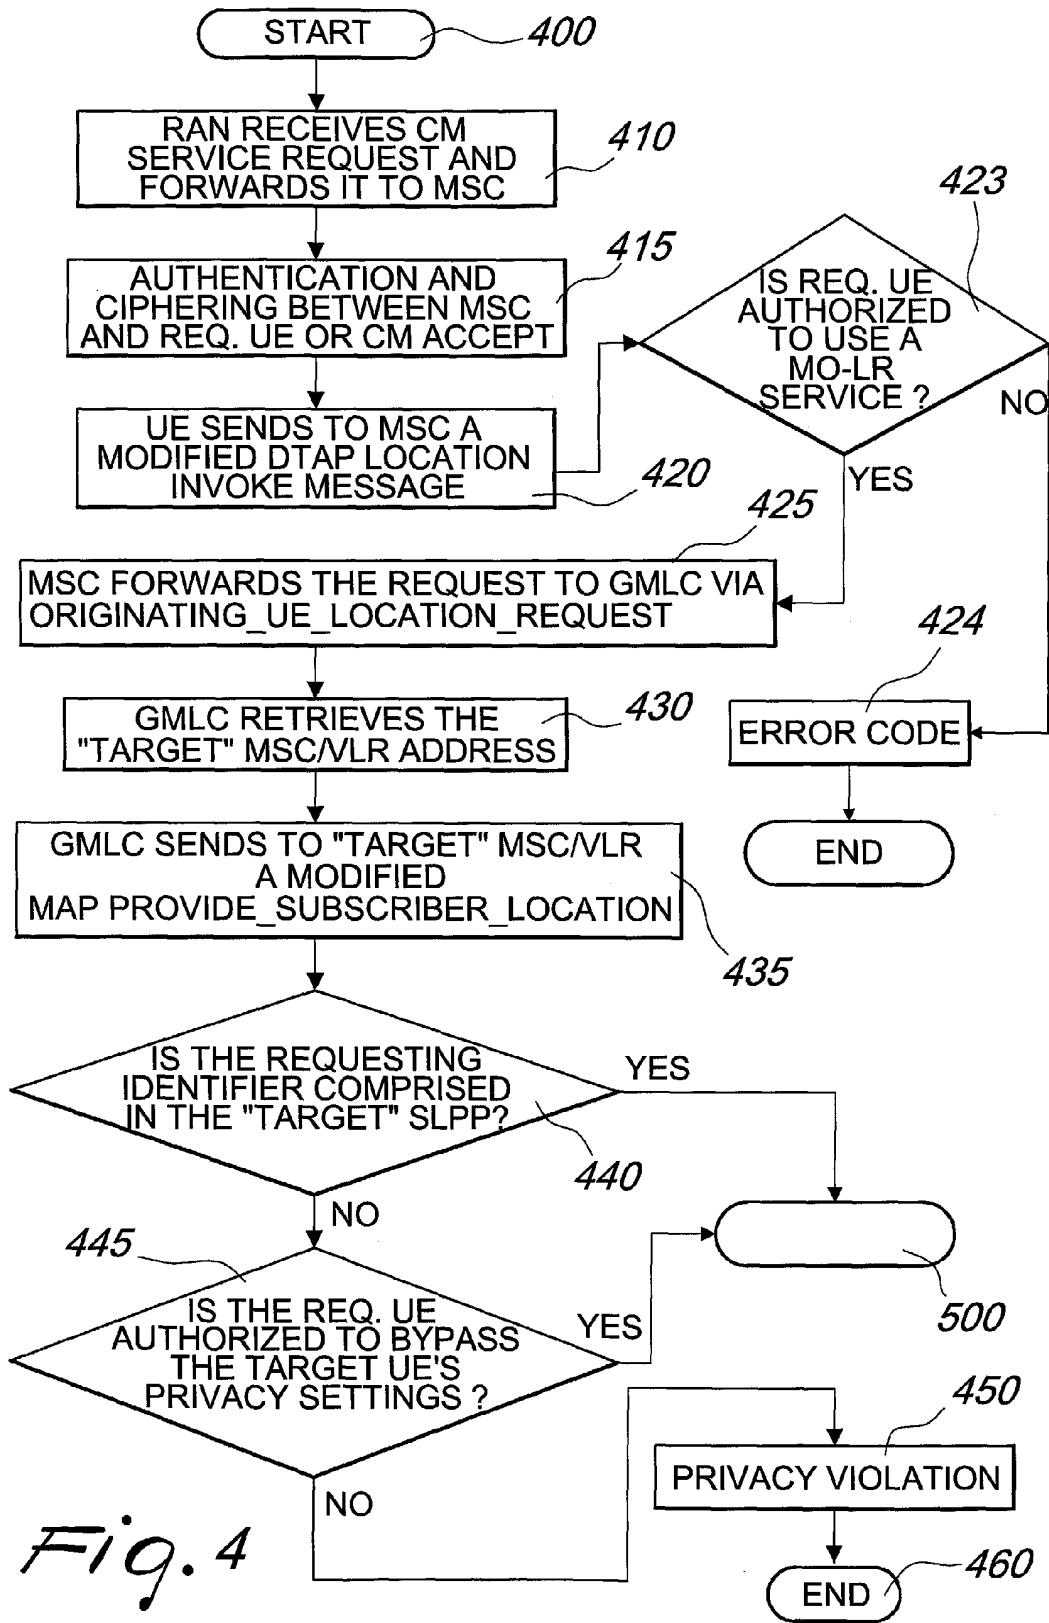 START
400
RAN RECEIVES CM
SERVICE REQUEST AND
FORWARDS IT TO MSC
410
AUTHENTICATION AND
CIPHERING BETWEEN MSC
AND REQ. UE OR CM ACCEPT
415
UE SENDS TO MSC A
MODIFIED DTAP LOCATION
INVOKE MESSAGE
420
423
IS REQ. UE
AUTHORIZED
TO USE A
MO-LR
SERVICE ?
NO
YES
425
MSC FORWARDS THE REQUEST TO GMLC VIA
ORIGINATING_UE_LOCATION_REQUEST
424
ERROR CODE
END
GMLC RETRIEVES THE
"TARGET" MSC/VLR ADDRESS
430
GMLC SENDS TO "TARGET" MSC/VLR
A MODIFIED
MAP PROVIDE_SUBSCRIBER_LOCATION
435
IS THE REQUESTING
IDENTIFIER COMPRISED
IN THE "TARGET" SLPP?
YES
440
NO
445
IS THE REQ. UE
AUTHORIZED TO BYPASS
THE TARGET UE'S
PRIVACY SETTINGS ?
YES
500
NO
450
PRIVACY VIOLATION
END
460
Fig. 4